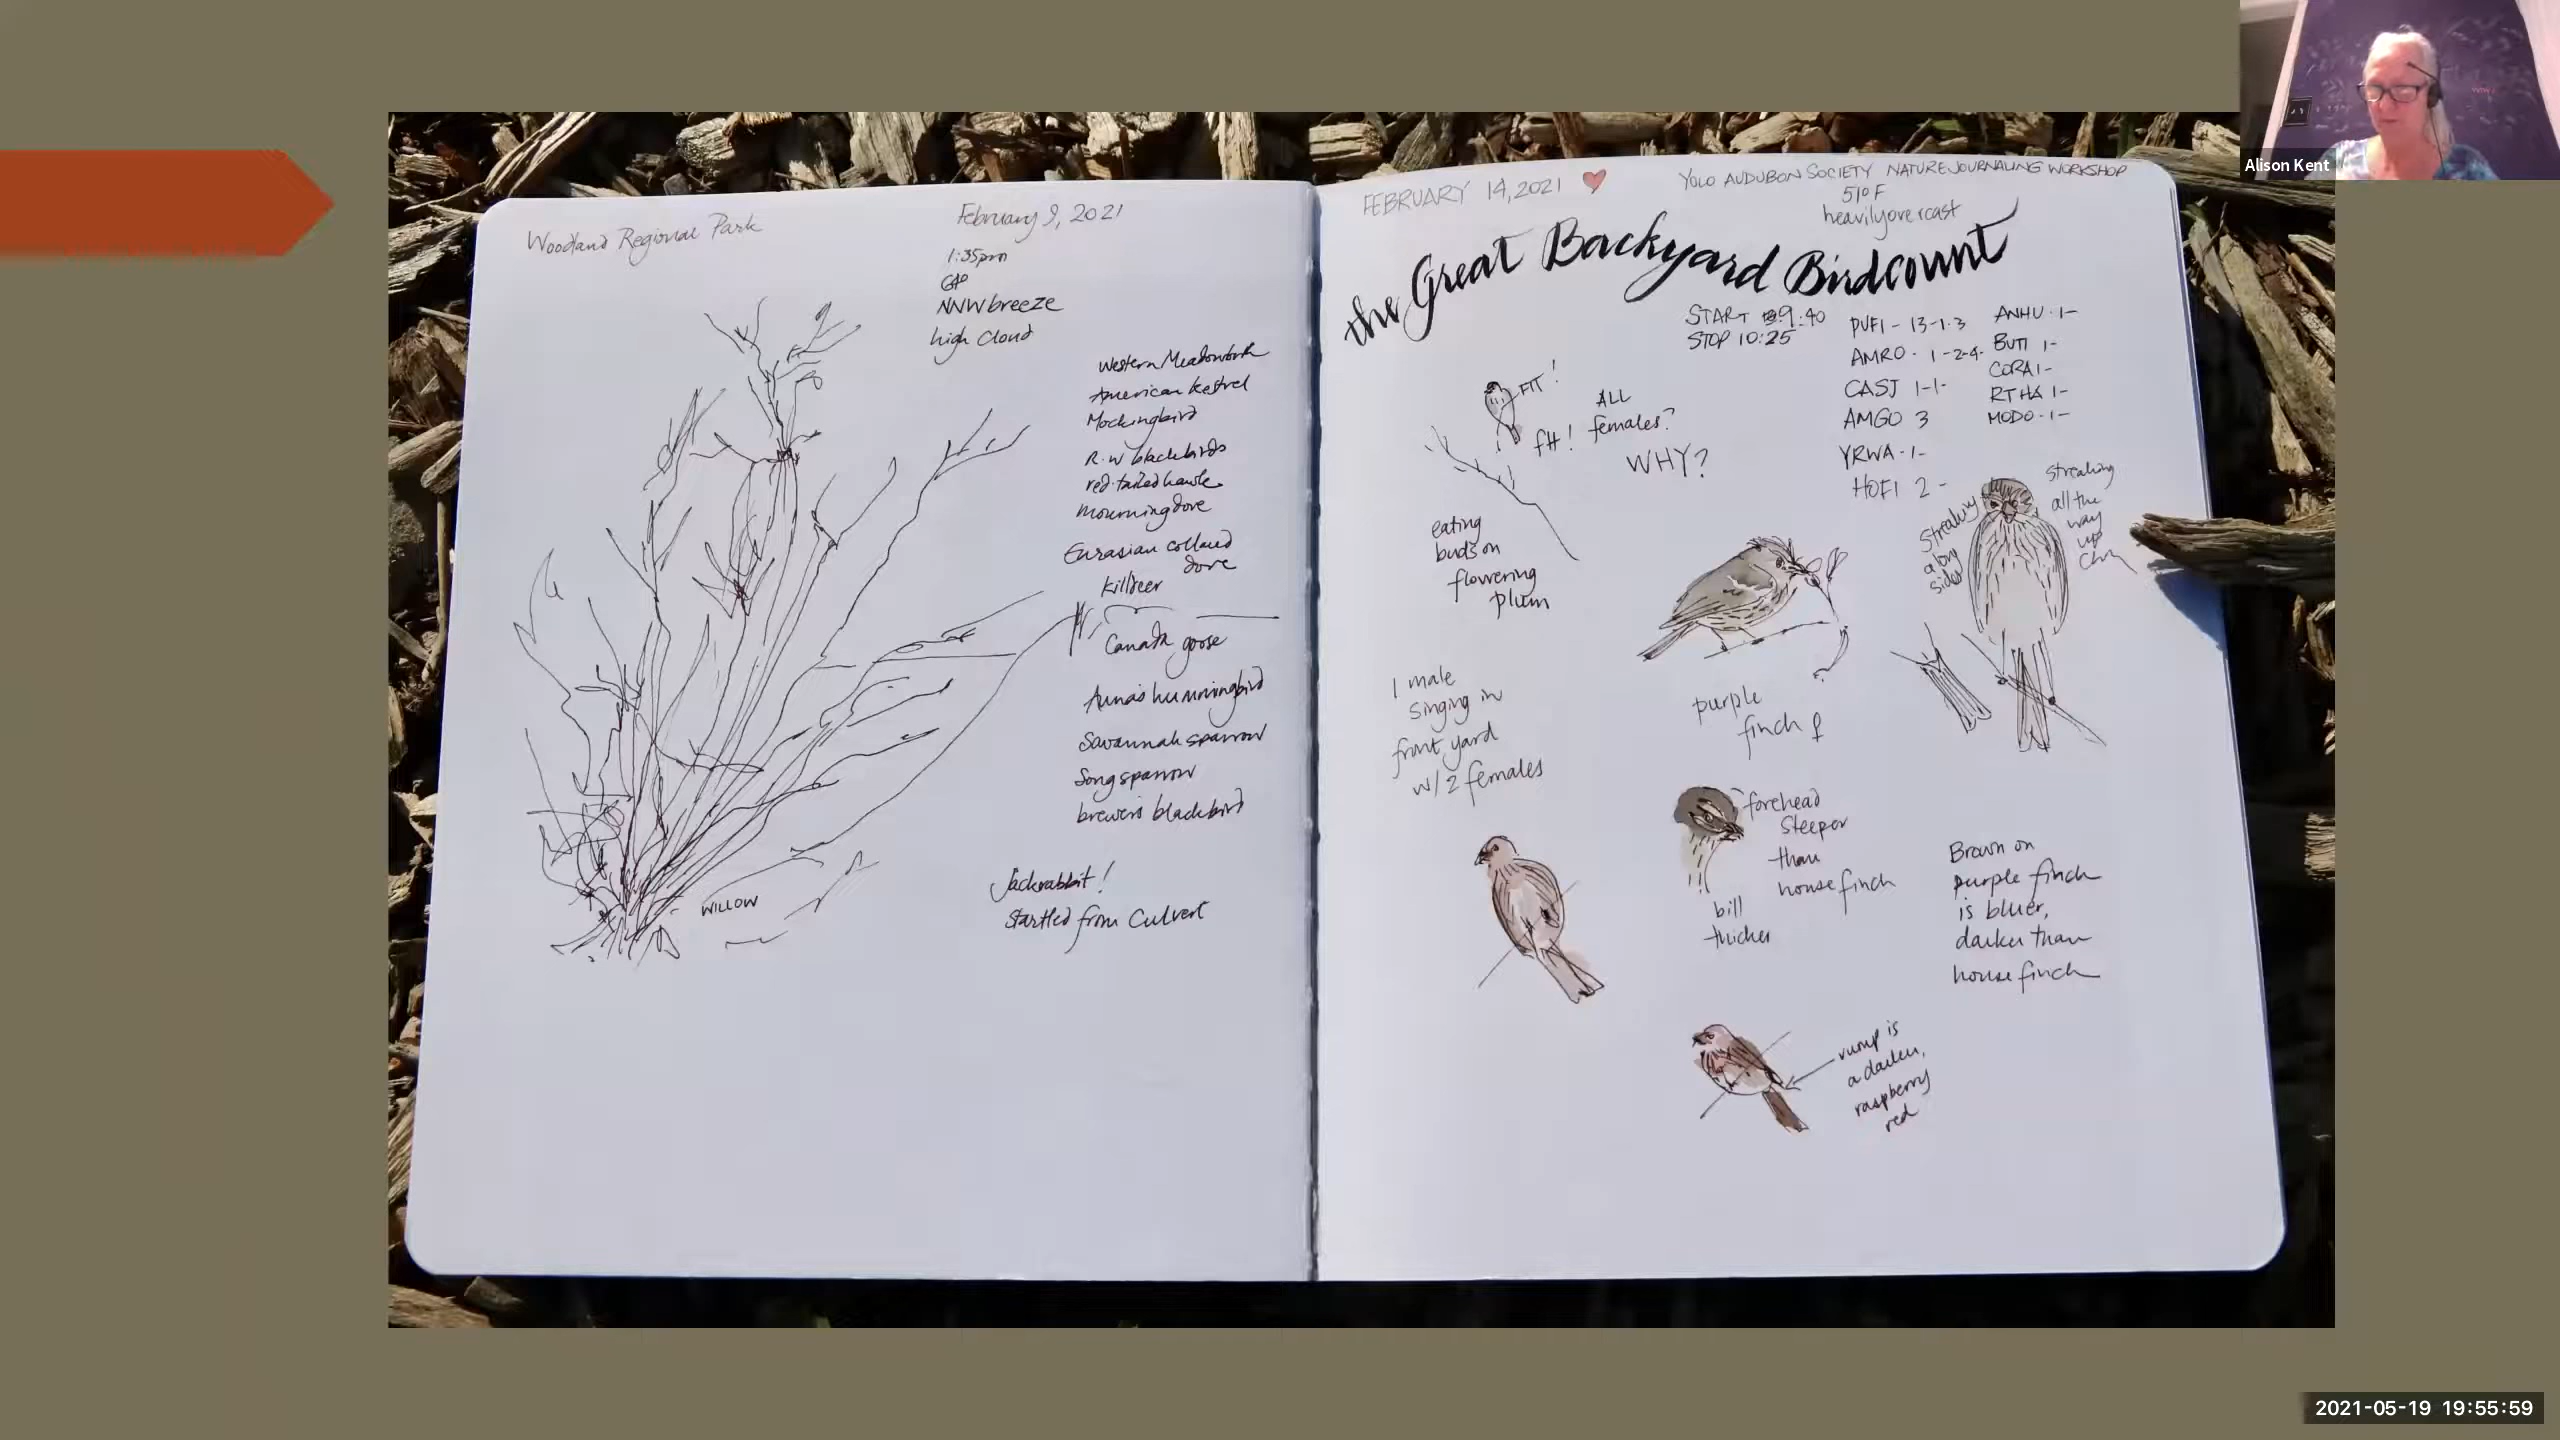 Alison Kent
Woodland Regional Park
February 9, 2021
1:35pm
NNW breeze
high cloud
Western Meadowlark
American kestrel
Mockingbird
R.W blackbirds
red-tailed hawk
mourning dove
Eurasian collared
dove
killdeer
Canada goose
Anna's hummingbird
Savannah sparrow
Song sparrow
brewer's blackbird
Jackrabbit!
startled from culvert
WILLOW
FEBRUARY 14, 2021
YOLO AUDUBON SOCIETY NATURE JOURNALING WORKSHOP
51° F
heavily overcast
the Great Backyard Birdcount
START 9:40
STOP 10:25
PUFI - 13-1-3
AMRO - 1-2-4-
CASJ 1-1-
AMGO 3
YRWA - 1-
HOFI 2 -
ANHU - 1-
BUTI 1-
CORA 1-
RTHA 1-
MODO - 1-
FIT!
ALL
females?
WHY?
eating
buds on
flowering
plum
streaking
along
sides
streaking
all the
way
up
purple
finch ♀
1 male
singing in
front yard
w/2 females
forehead
steeper
than
house finch
bill
thicker
Brown on
purple finch
is bluer,
darker than
house finch
rump is
a darker,
raspberry
red
2021-05-19 19:55:59